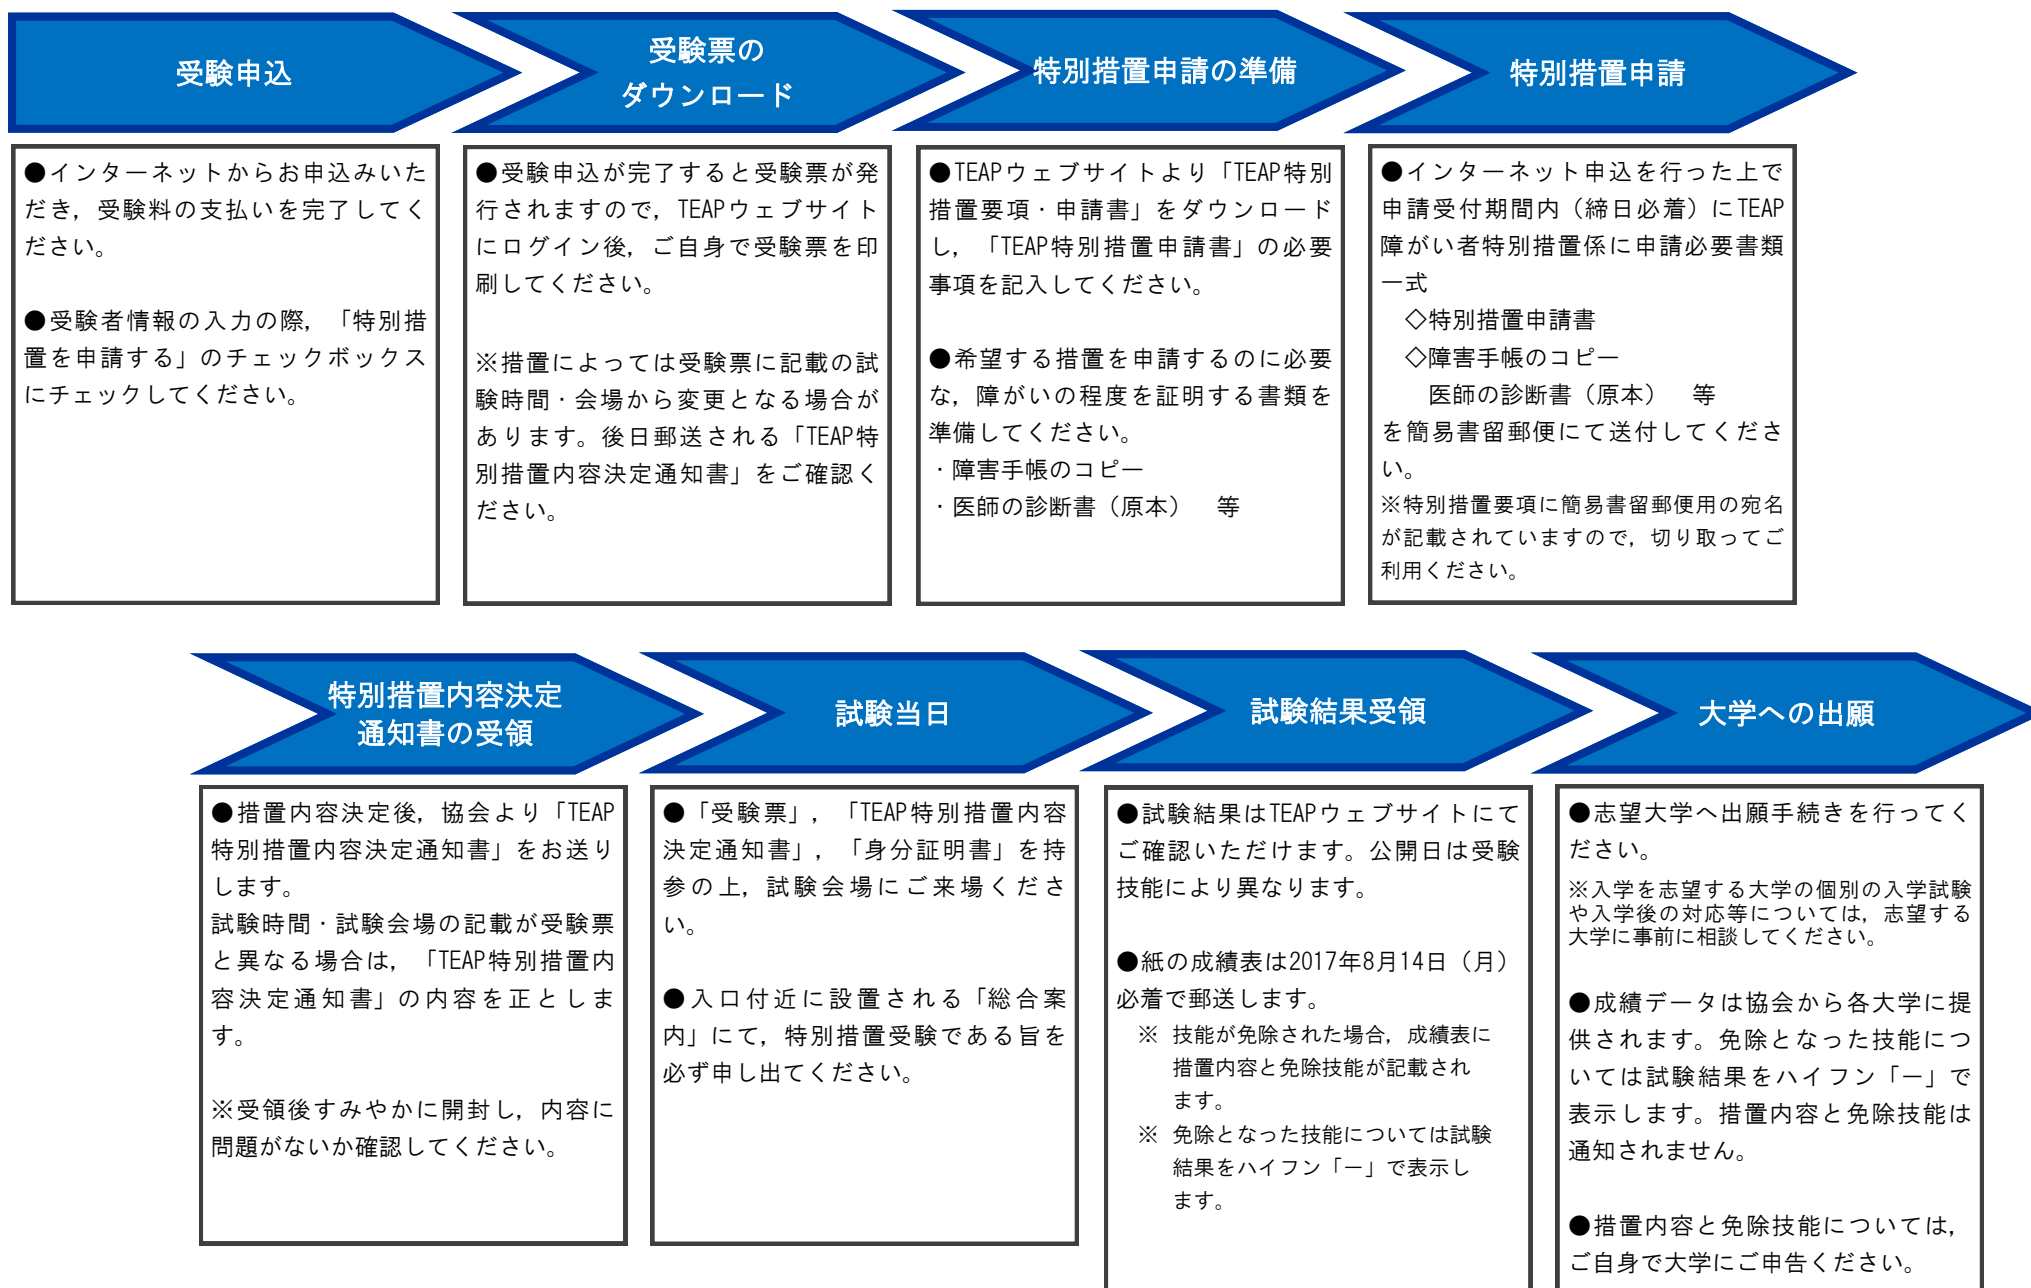 受験申込
●インターネットからお申込みいた
だき，受験料の支払いを完了してく
ださい。
●受験者情報の入力の際，「特別措
置を申請する」のチェックボックス
にチェックしてください。
受験票の
ダウンロード
●受験申込が完了すると受験票が発
行されますので，TEAPウェブサイト
にログイン後，ご自身で受験票を印
刷してください。
※措置によっては受験票に記載の試
験時間・会場から変更となる場合が
あります。後日郵送される「TEAP特
別措置内容決定通知書」をご確認く
ださい。
特別措置申請の準備
●TEAPウェブサイトより「TEAP特別
措置要項・申請書」をダウンロード
し，「TEAP特別措置申請書」の必要
事項を記入してください。
●希望する措置を申請するのに必要
な，障がいの程度を証明する書類を
準備してください。
・障害手帳のコピー
・医師の診断書（原本）　等
特別措置申請
●インターネット申込を行った上で
申請受付期間内（締日必着）にTEAP
障がい者特別措置係に申請必要書類
一式
◇特別措置申請書
◇障害手帳のコピー
医師の診断書（原本）　等
を簡易書留郵便にて送付してくださ
い。
※特別措置要項に簡易書留郵便用の宛名
が記載されていますので，切り取ってご
利用ください。
特別措置内容決定
通知書の受領
●措置内容決定後，協会より「TEAP
特別措置内容決定通知書」をお送り
します。
試験時間・試験会場の記載が受験票
と異なる場合は，「TEAP特別措置内
容決定通知書」の内容を正としま
す。
※受領後すみやかに開封し，内容に
問題がないか確認してください。
試験当日
●「受験票」，「TEAP特別措置内容
決定通知書」，「身分証明書」を持
参の上，試験会場にご来場くださ
い。
●入口付近に設置される「総合案
内」にて，特別措置受験である旨を
必ず申し出てください。
試験結果受領
●試験結果はTEAPウェブサイトにて
ご確認いただけます。公開日は受験
技能により異なります。
●紙の成績表は2017年8月14日（月）
必着で郵送します。
※ 技能が免除された場合，成績表に
措置内容と免除技能が記載され
ます。
※ 免除となった技能については試験
結果をハイフン「ー」で表示し
ます。
大学への出願
●志望大学へ出願手続きを行ってく
ださい。
※入学を志望する大学の個別の入学試験
や入学後の対応等については，志望する
大学に事前に相談してください。
●成績データは協会から各大学に提
供されます。免除となった技能につ
いては試験結果をハイフン「ー」で
表示します。措置内容と免除技能は
通知されません。
●措置内容と免除技能については，
ご自身で大学にご申告ください。